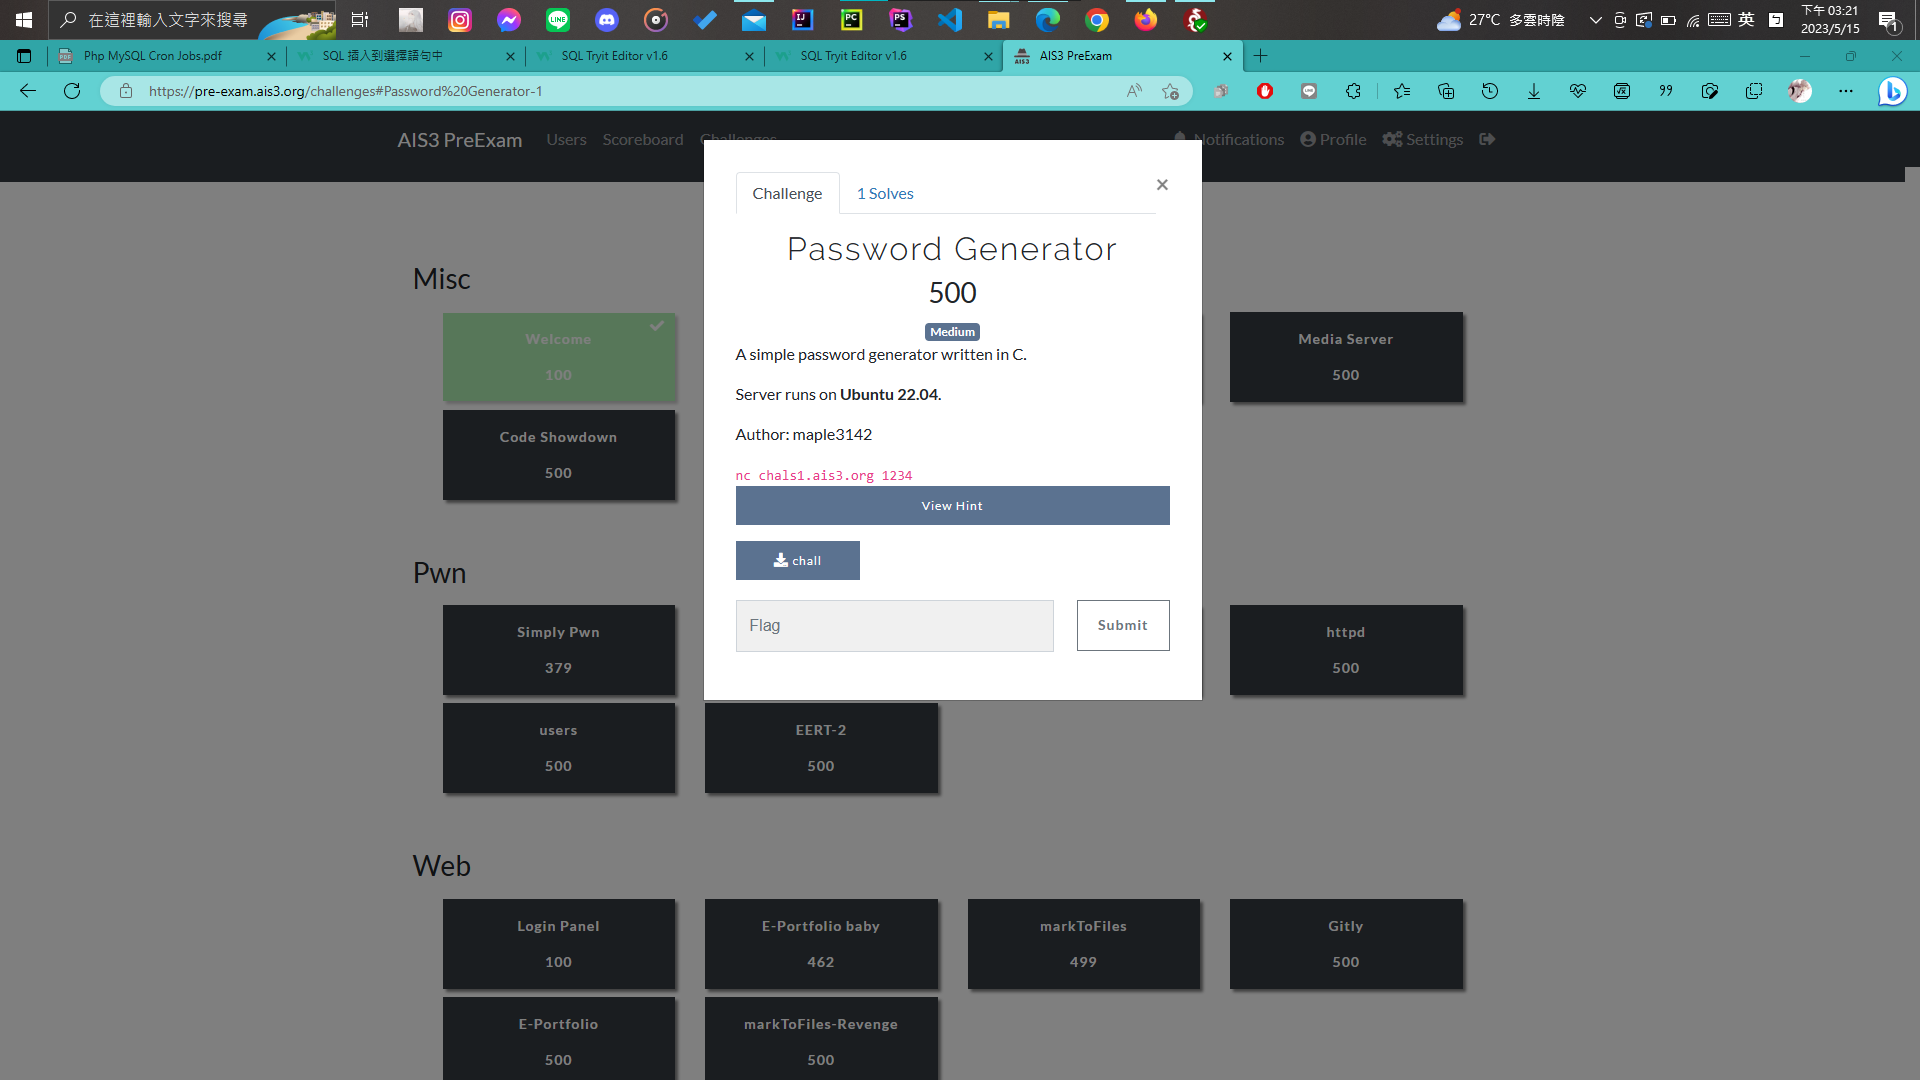 在這裡輸入文字來搜尋
27°C 多雲時陰
英
下午 03:21
2023/5/15
1
Php MySQL Cron Jobs.pdf
SQL 插入到選擇語句中
SQL Tryit Editor v1.6
SQL Tryit Editor v1.6
AIS3 PreExam
https://pre-exam.ais3.org/challenges#Password%20Generator-1
AIS3 PreExam
Users
Scoreboard
Challenges
Notifications
Profile
Settings
Challenge
1 Solves
×
Password Generator
500
Medium
A simple password generator written in C.
Server runs on Ubuntu 22.04.
Author: maple3142
nc chals1.ais3.org 1234
View Hint
chall
Flag
Submit
Misc
Welcome
100
Media Server
500
Code Showdown
500
Pwn
Simply Pwn
379
httpd
500
users
500
EERT-2
500
Web
Login Panel
100
E-Portfolio baby
462
markToFiles
499
Gitly
500
E-Portfolio
500
markToFiles-Revenge
500